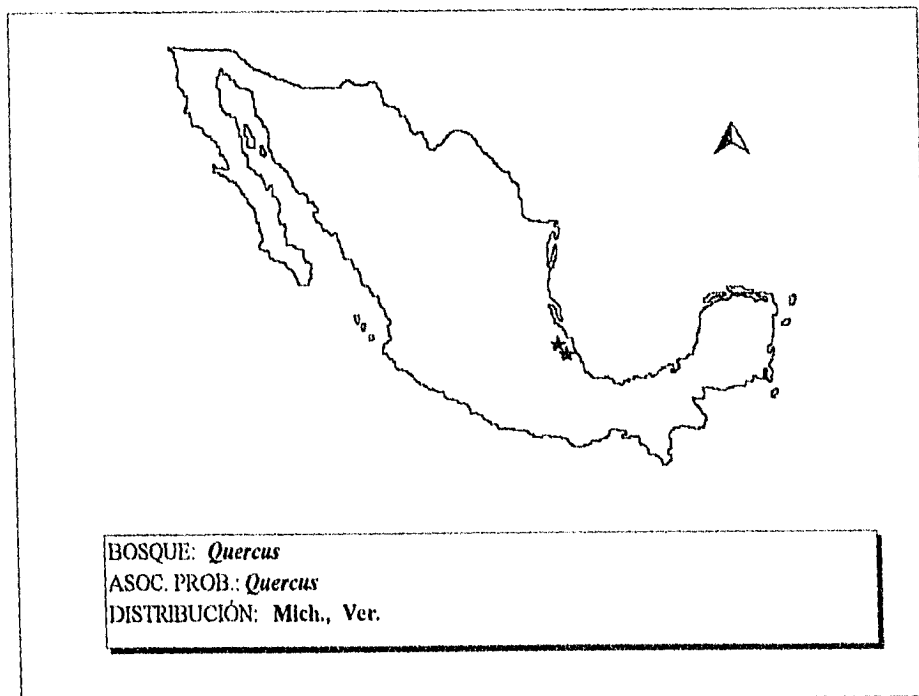 BOSQUE: Quercus
ASOC. PROB.: Quercus
DISTRIBUCIÓN: Mich., Ver.